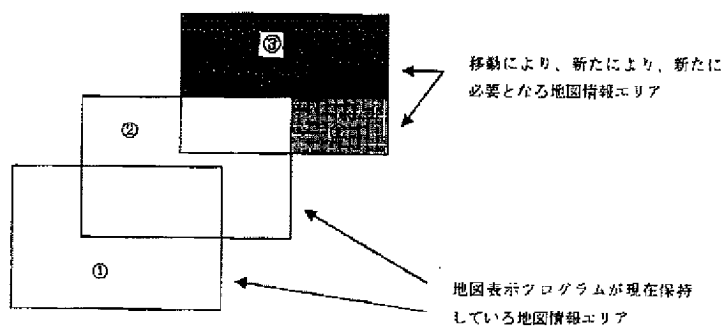 ③
移動により、新たにより、新たに
必要となる地図情報エリア
②
①
地図表示プログラムが現在保持
している地図情報エリア